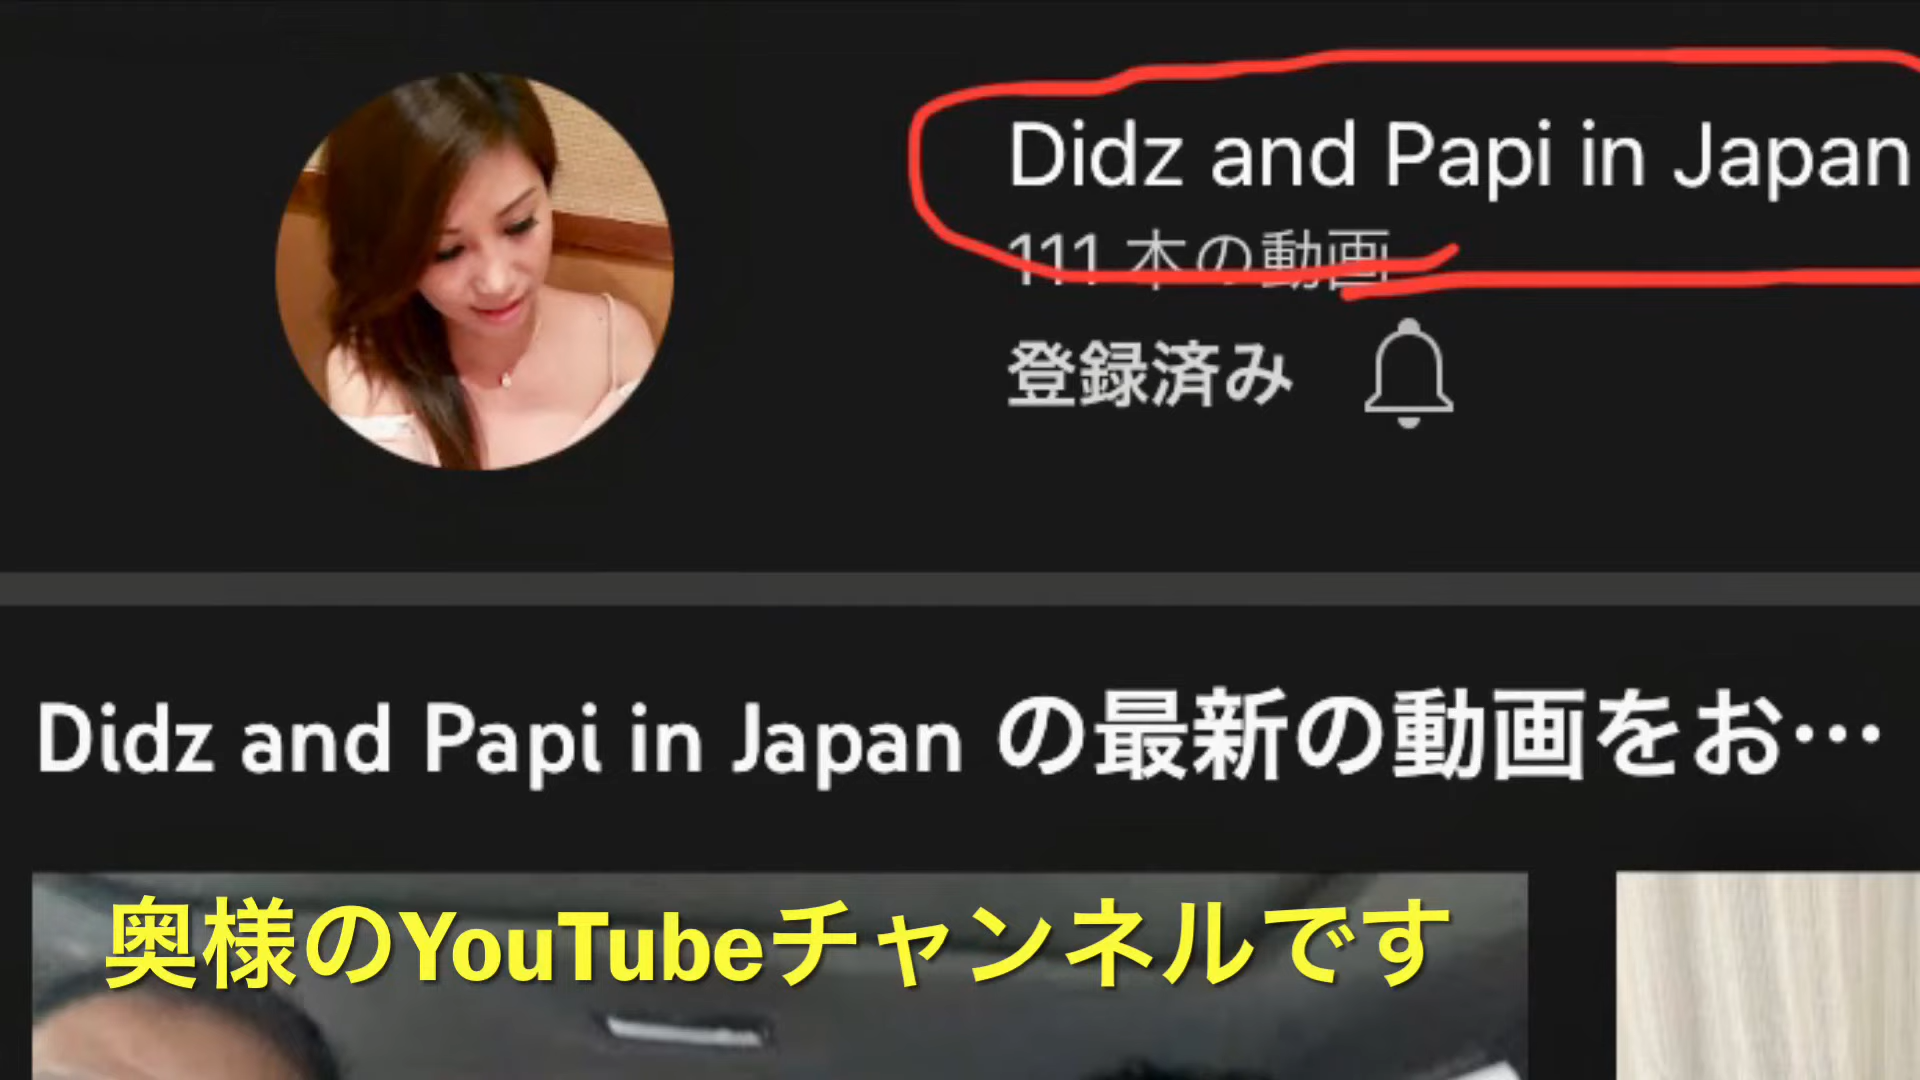 Didz and Papi in Japan
111 本の動画
登録済み
Didz and Papi in Japan の最新の動画をお…
奥様のYouTubeチャンネルです